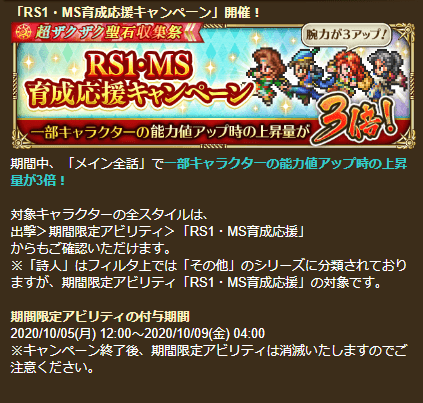 「RS1・MS育成応援キャンペーン」開催！
超ザクザク聖石収集祭
腕力が3アップ！
RS1・MS
育成応援キャンペーン
一部キャラクターの能力値アップ時の上昇量が
3倍！
期間中、「メイン全話」で一部キャラクターの能力値アップ時の上昇
量が3倍！
対象キャラクターの全スタイルは、
出撃＞期間限定アビリティ＞「RS1・MS育成応援」
からもご確認いただけます。
※「詩人」はフィルタ上では「その他」のシリーズに分類されており
ますが、期間限定アビリティ「RS1・MS育成応援」の対象です。
期間限定アビリティの付与期間
2020/10/05(月) 12:00～2020/10/09(金) 04:00
※キャンペーン終了後、期間限定アビリティは消滅いたしますのでご
注意ください。